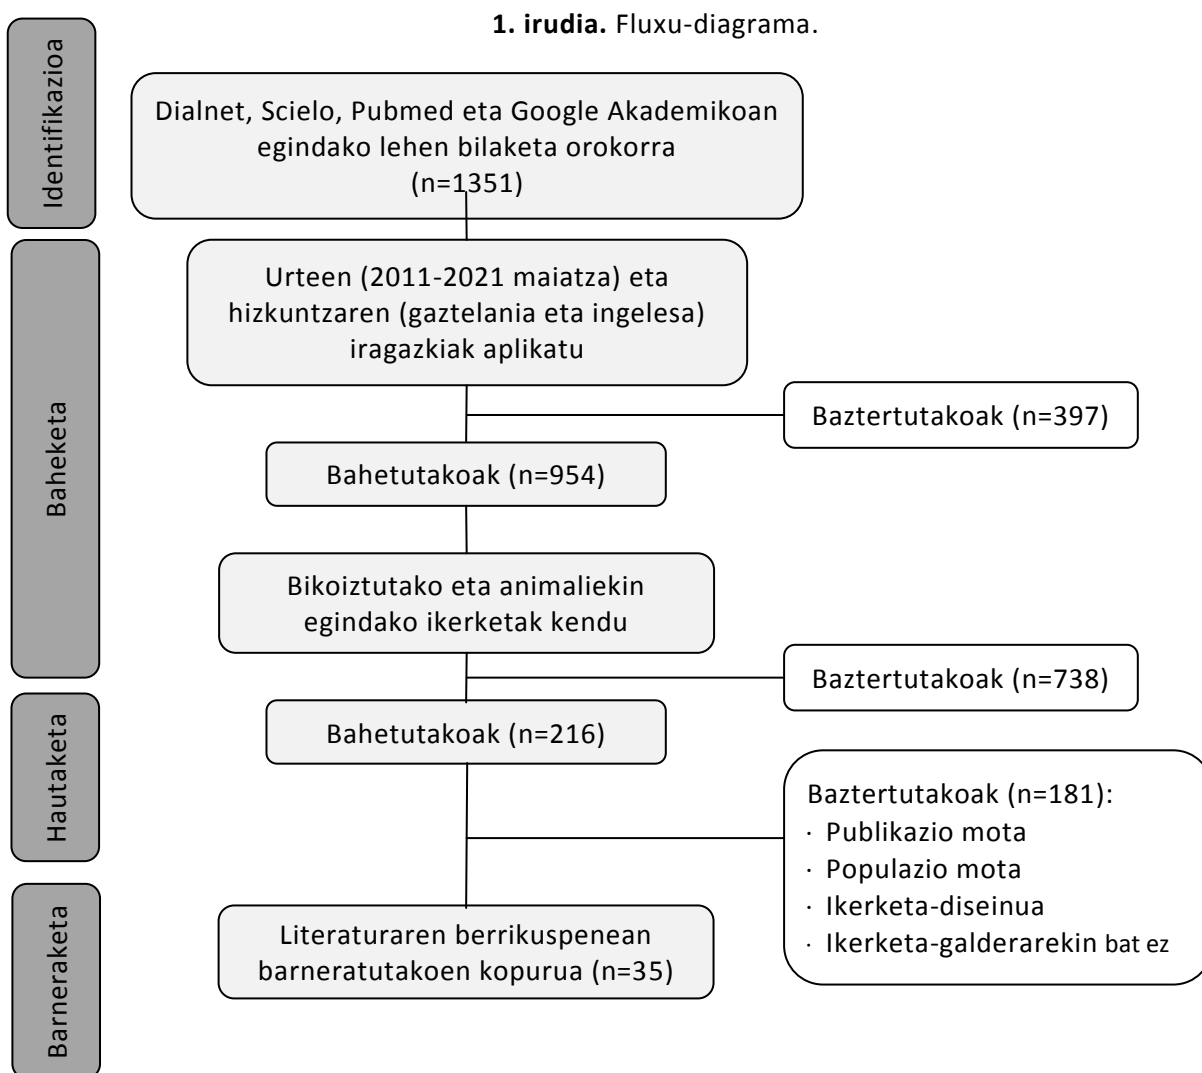 1. irudia. Fluxu-diagrama.
Identifikazioa
Dialnet, Scielo, Pubmed eta Google Akademikoan
egindako lehen bilaketa orokorra
(n=1351)
Baheketa
Urteen (2011-2021 maiatza) eta
hizkuntzaren (gaztelania eta ingelesa)
iragazkiak aplikatu
Baztertutakoak (n=397)
Bahetutakoak (n=954)
Bikoiztutako eta animaliekin
egindako ikerketak kendu
Baztertutakoak (n=738)
Hautaketa
Bahetutakoak (n=216)
Baztertutakoak (n=181):
· Publikazio mota
· Populazio mota
· Ikerketa-diseinua
· Ikerketa-galderarekin bat ez
Barneraketa
Literaturaren berrikuspenean
barneratutakoen kopurua (n=35)